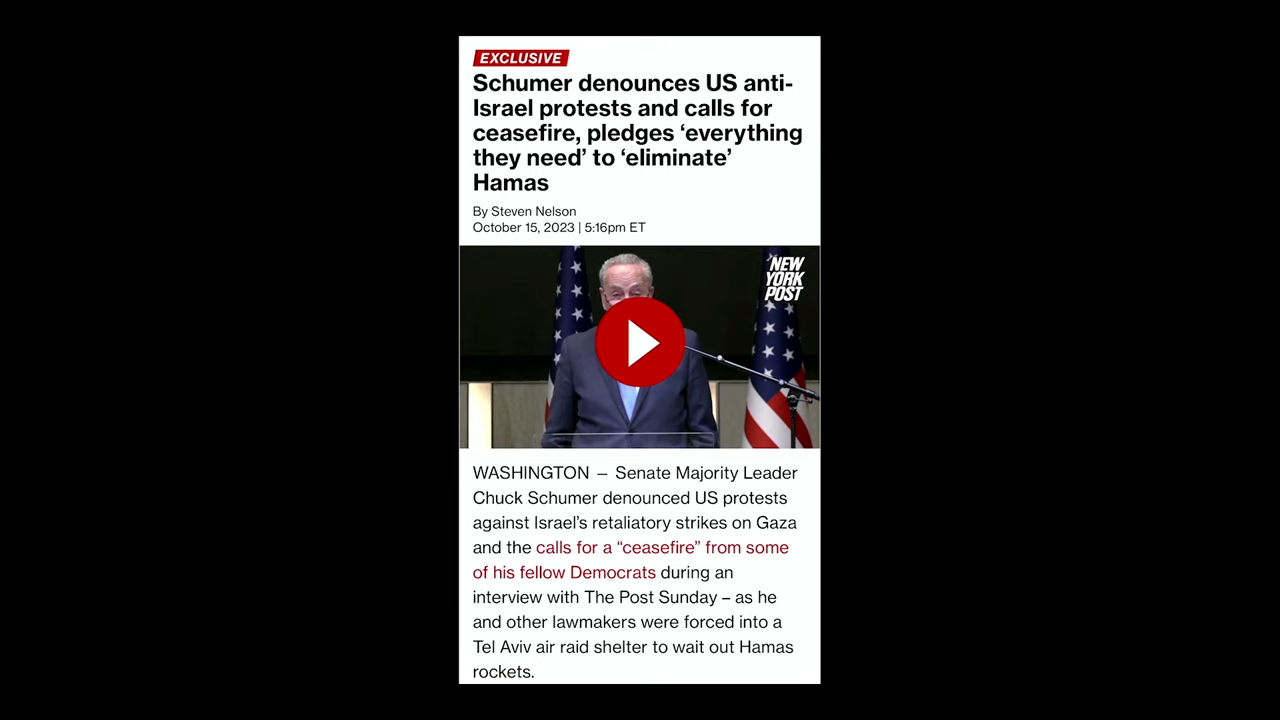 EXCLUSIVE
Schumer denounces US anti-
Israel protests and calls for
ceasefire, pledges ‘everything
they need’ to ‘eliminate’
Hamas
By Steven Nelson
October 15, 2023 | 5:16pm ET
NEW
YORK
POST
WASHINGTON — Senate Majority Leader
Chuck Schumer denounced US protests
against Israel’s retaliatory strikes on Gaza
and the calls for a “ceasefire” from some
of his fellow Democrats during an
interview with The Post Sunday – as he
and other lawmakers were forced into a
Tel Aviv air raid shelter to wait out Hamas
rockets.